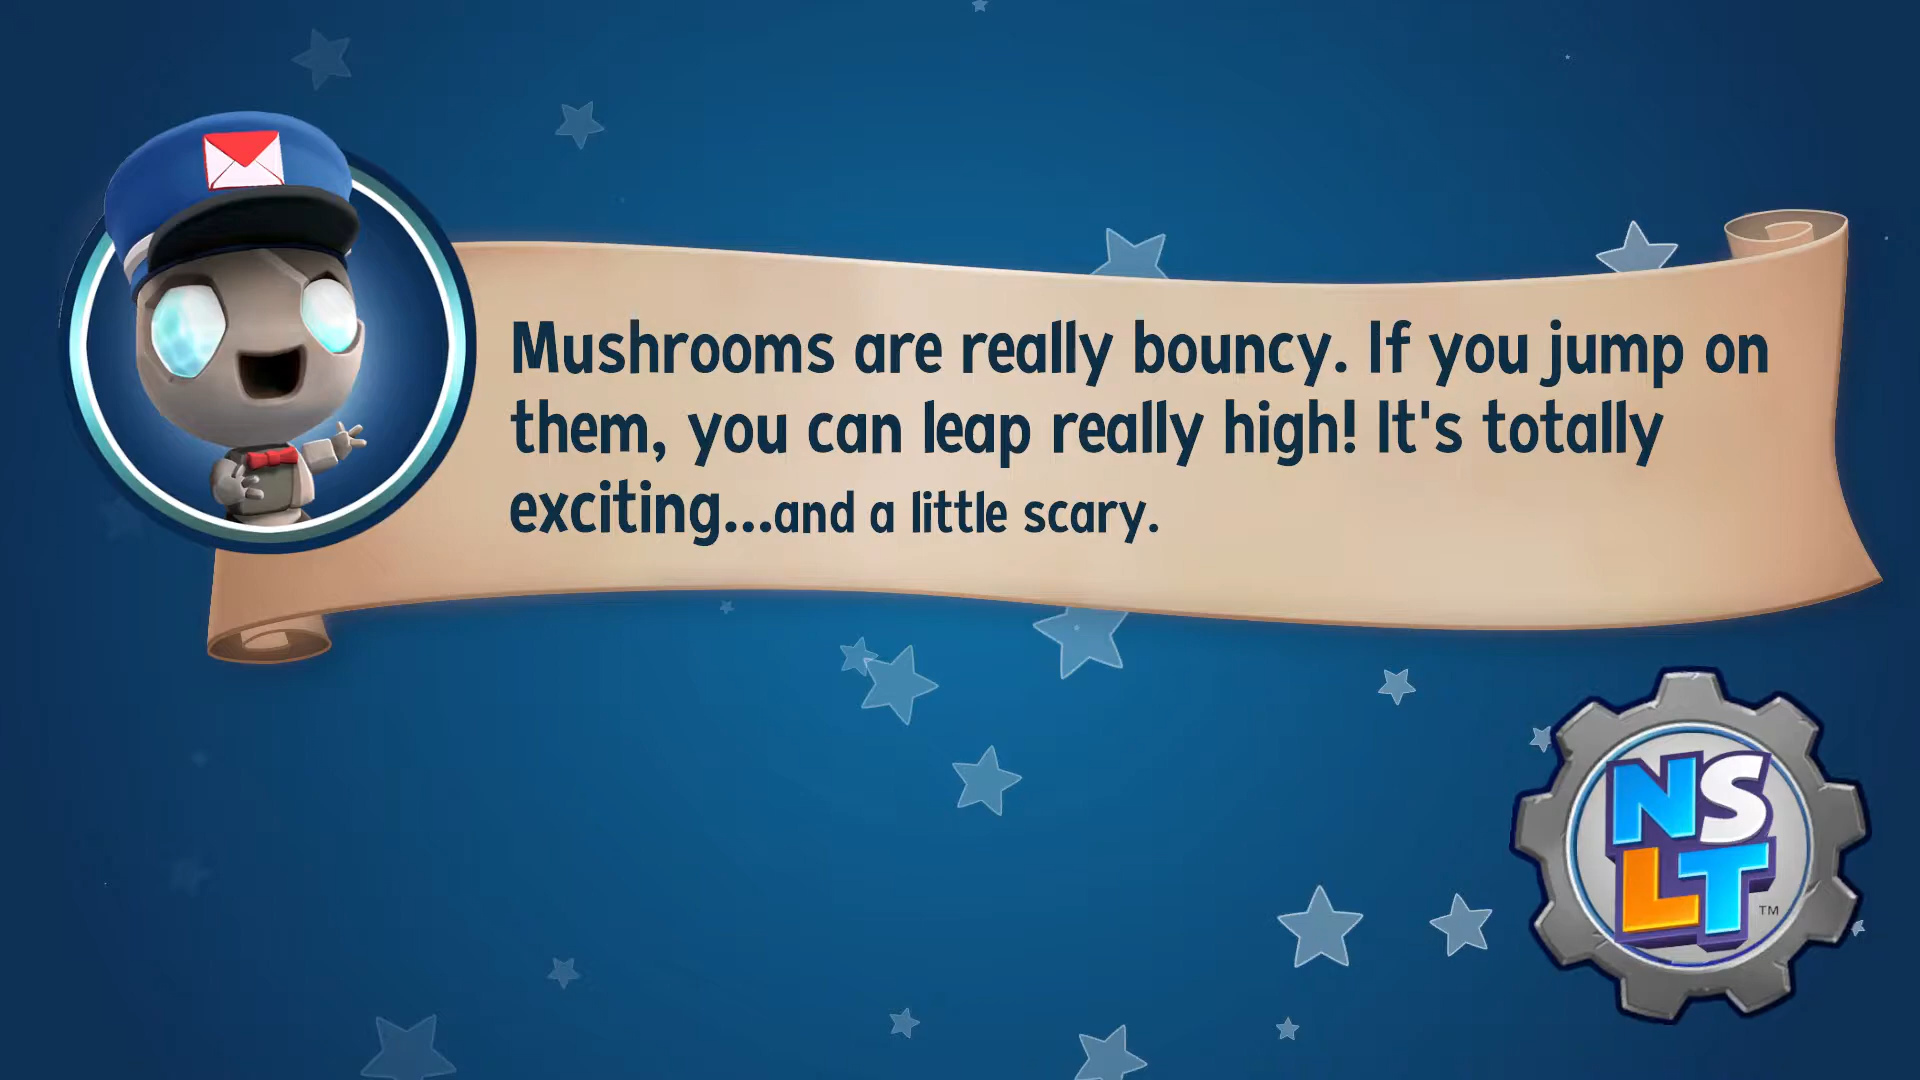 Mushrooms are really bouncy. If you jump on
them, you can leap really high! It's totally
exciting...and a little scary.
NS
LT
TM